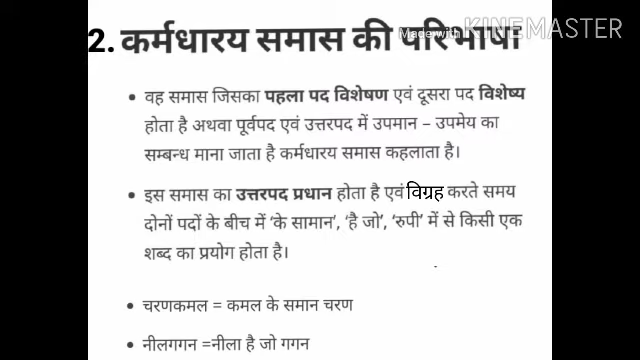 2. कर्मधारय समास की परिभाषा
Made with KINEMASTER
• वह समास जिसका पहला पद विशेषण एवं दूसरा पद विशेष्य
होता है अथवा पूर्वपद एवं उत्तरपद में उपमान – उपमेय का
सम्बन्ध माना जाता है कर्मधारय समास कहलाता है।
• इस समास का उत्तरपद प्रधान होता है एवं विग्रह करते समय
दोनों पदों के बीच में ‘के सामान’, ‘है जो’, ‘रुपी’ में से किसी एक
शब्द का प्रयोग होता है।
• चरणकमल = कमल के समान चरण
• नीलगगन =नीला है जो गगन